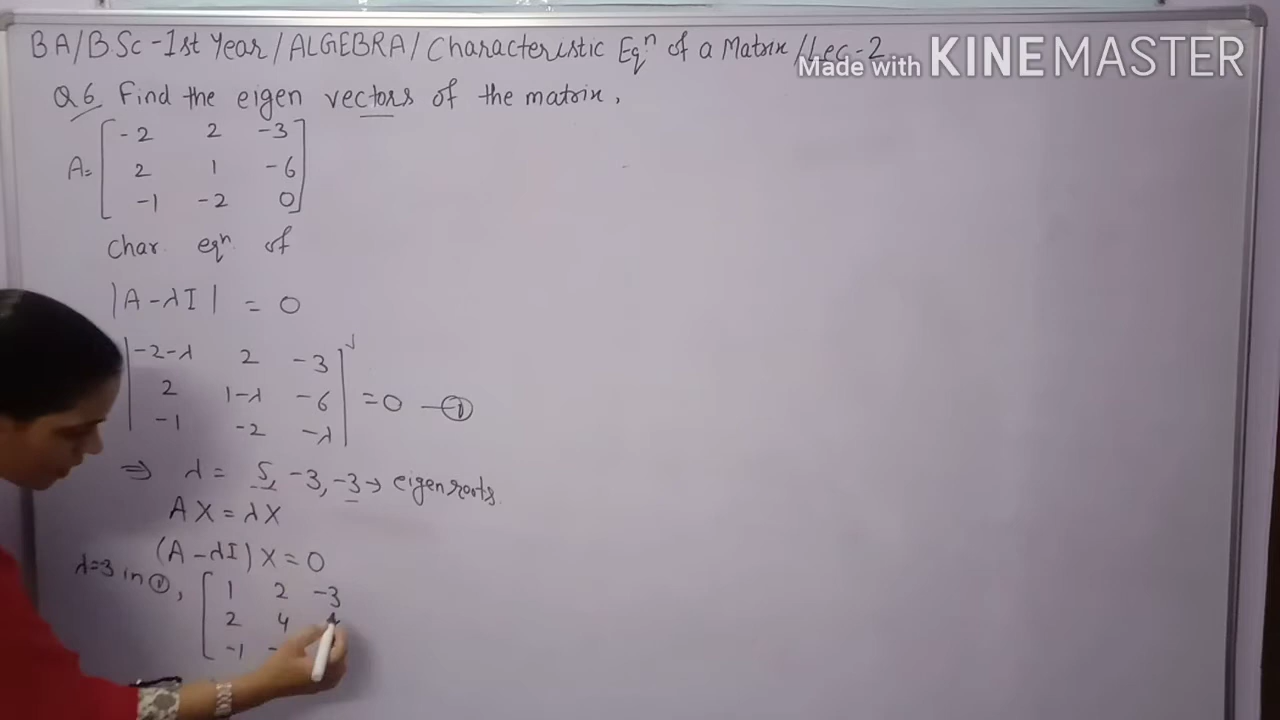 BA/BSc-1st Year/ALGEBRA/Characteristic Eqn of a Matrix/Lec-2
Made with KINEMASTER
Q6. Find the eigen vectors of the matrix,
A= [ -2 2 -3
2 1 -6
-1 -2 0 ]
Char. eqn. of
|A-λI| = 0
| -2-λ 2 -3 |
| 2 1-λ -6 | = 0 —①
| -1 -2 -λ |
⇒ λ = 5, -3, -3 → eigen roots.
AX = λX
(A-λI)X = 0
λ=3 in ①, [ 1 2 -3
2 4
-1